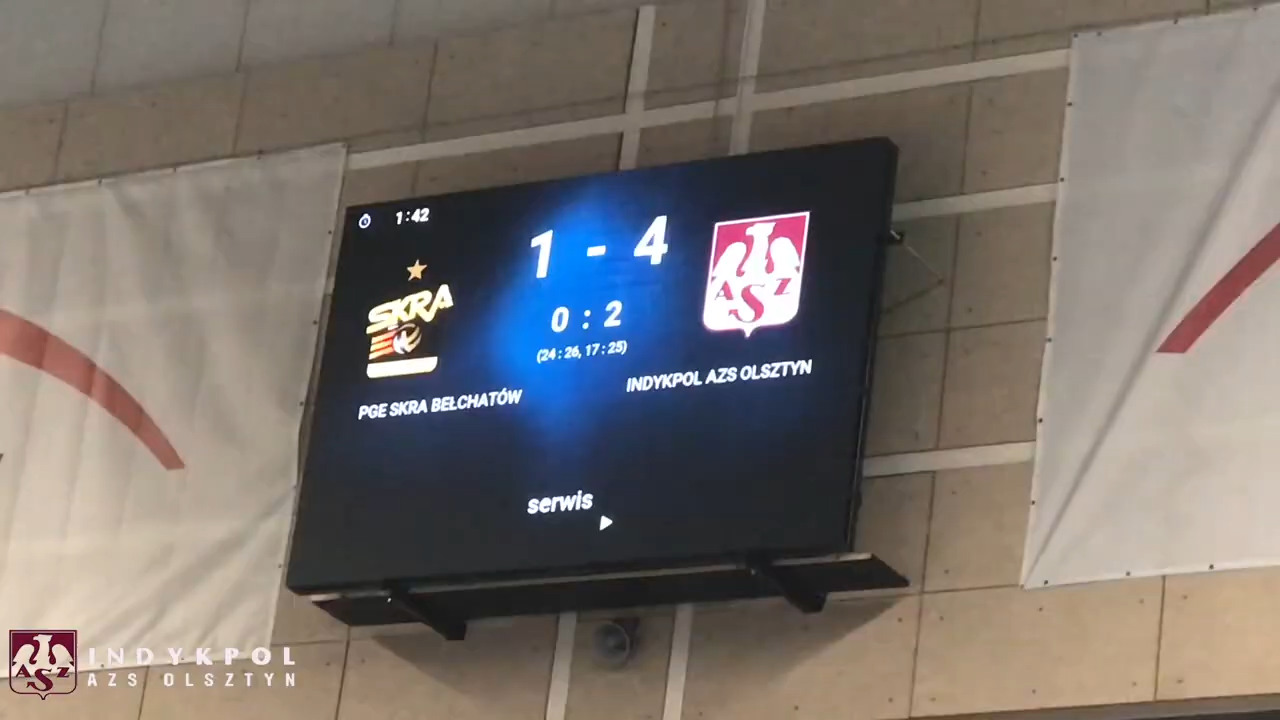 1:42
1 - 4
SKRA
ASZ
0 : 2
(24 : 26, 17 : 25)
PGE SKRA BEŁCHATÓW
INDYKPOL AZS OLSZTYN
serwis
ASZ
INDYKPOL
AZS OLSZTYN